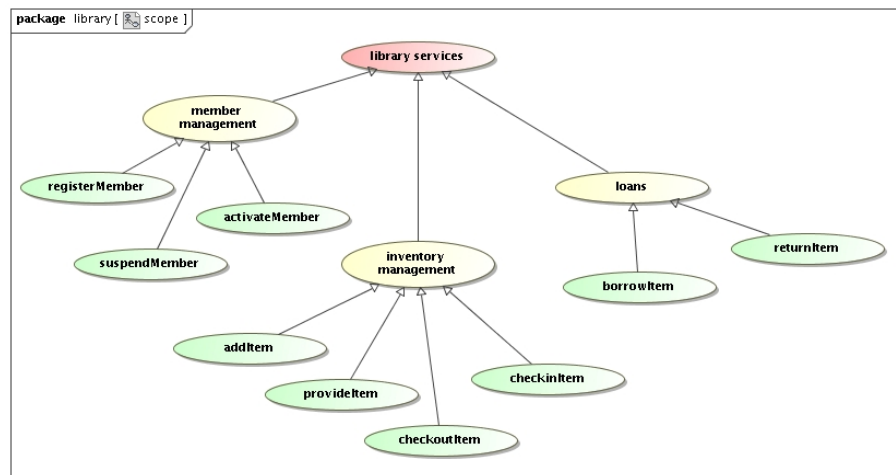 package library [ scope ]
library services
member
management
registerMember
loans
activateMember
returnItem
suspendMember
inventory
management
borrowItem
addItem
checkinItem
provideItem
checkoutItem